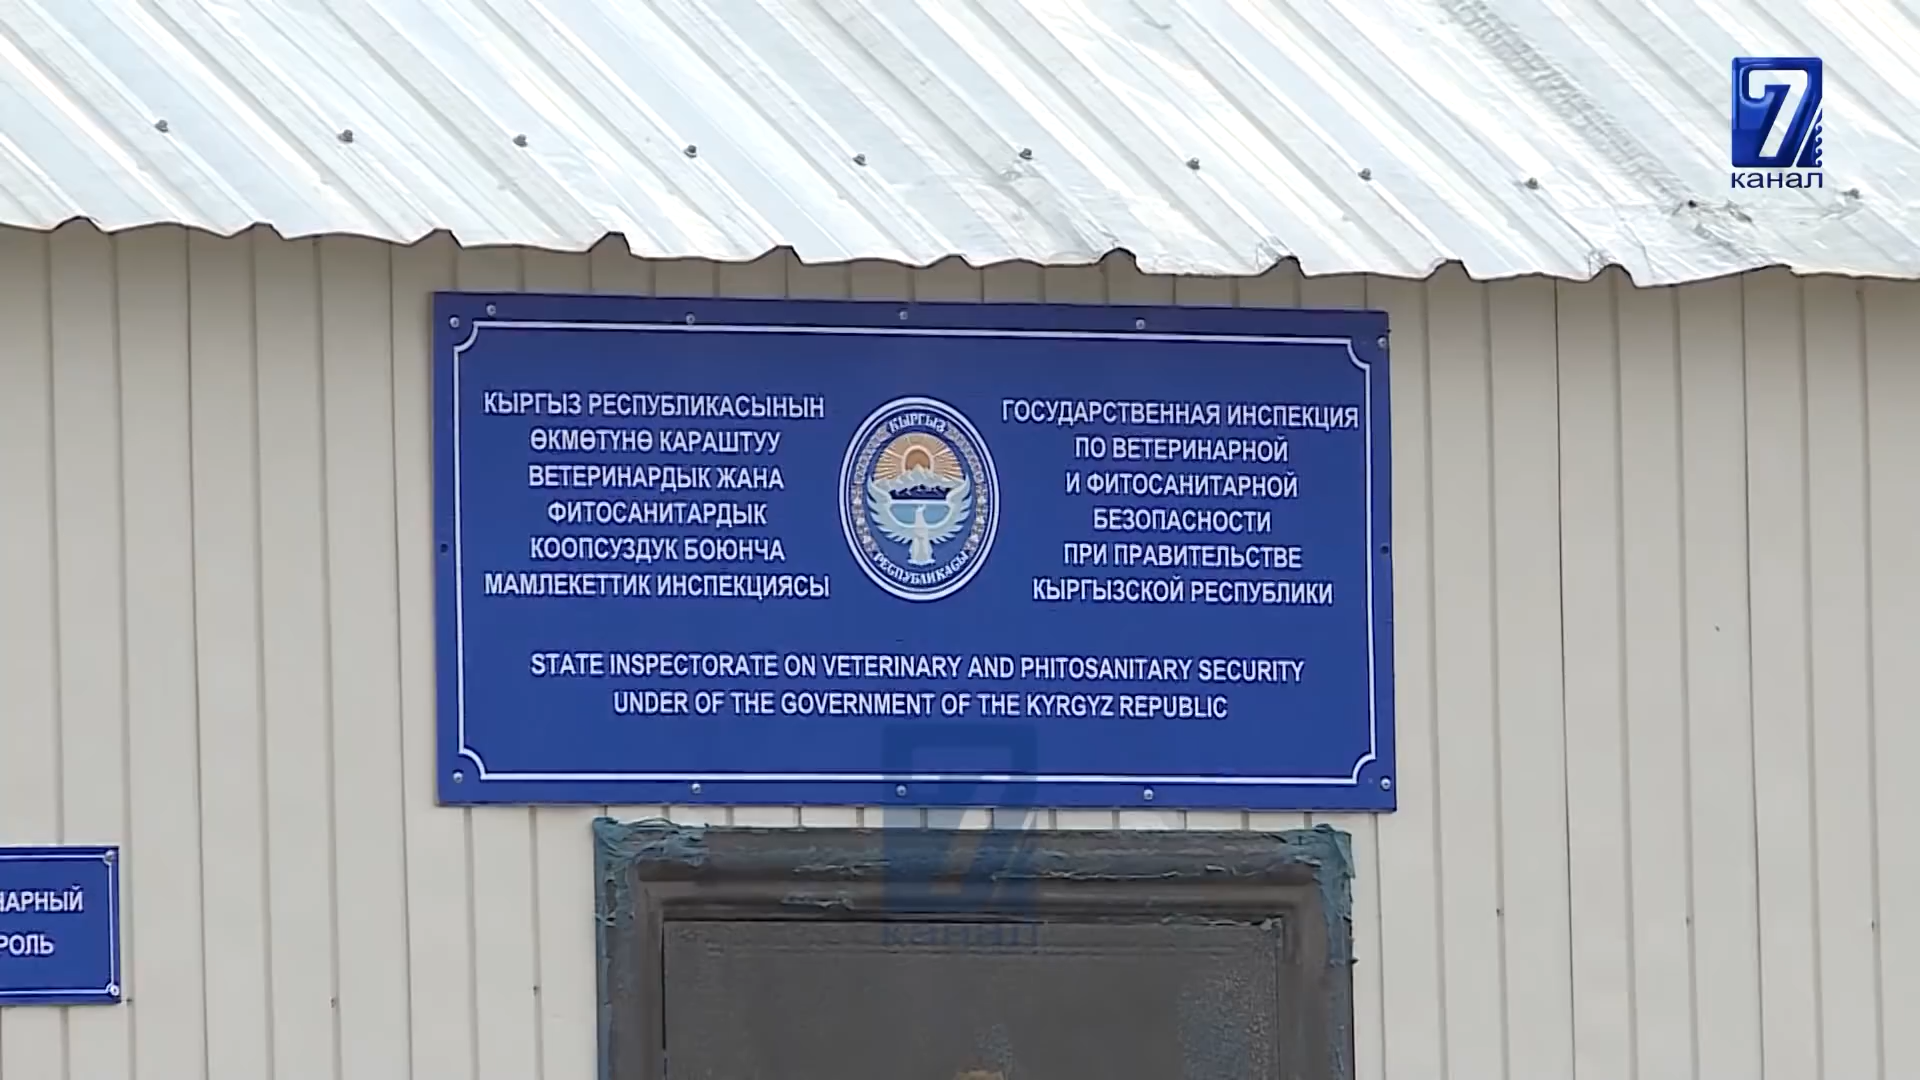 7
канал
КЫРГЫЗ РЕСПУБЛИКАСЫНЫН
ӨКМӨТҮНӨ КАРАШТУУ
ВЕТЕРИНАРДЫК ЖАНА
ФИТОСАНИТАРДЫК
КООПСУЗДУК БОЮНЧА
МАМЛЕКЕТТИК ИНСПЕКЦИЯСЫ
КЫРГЫЗ
РЕСПУБЛИКАСЫ
ГОСУДАРСТВЕННАЯ ИНСПЕКЦИЯ
ПО ВЕТЕРИНАРНОЙ
И ФИТОСАНИТАРНОЙ
БЕЗОПАСНОСТИ
ПРИ ПРАВИТЕЛЬСТВЕ
КЫРГЫЗСКОЙ РЕСПУБЛИКИ
STATE INSPECTORATE ON VETERINARY AND PHITOSANITARY SECURITY
UNDER OF THE GOVERNMENT OF THE KYRGYZ REPUBLIC
7
канал
НАРНЫЙ
РОЛЬ